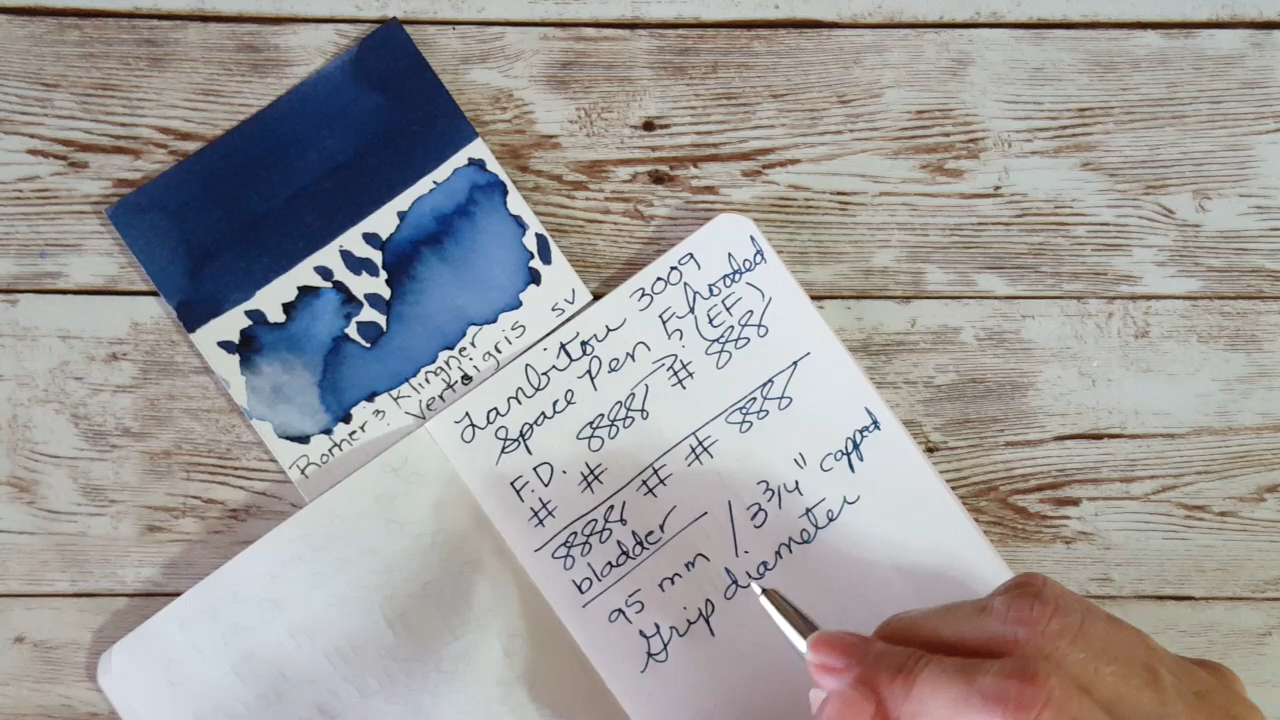 Rohrer & Klingner
Verdigris SV
Lanbitou 3009
Space Pen F hooded
F.D. 8888 ? (EF)
# # # 888
8888 # # 888
bladder
95 mm / 3 3/4" capped
Grip diameter